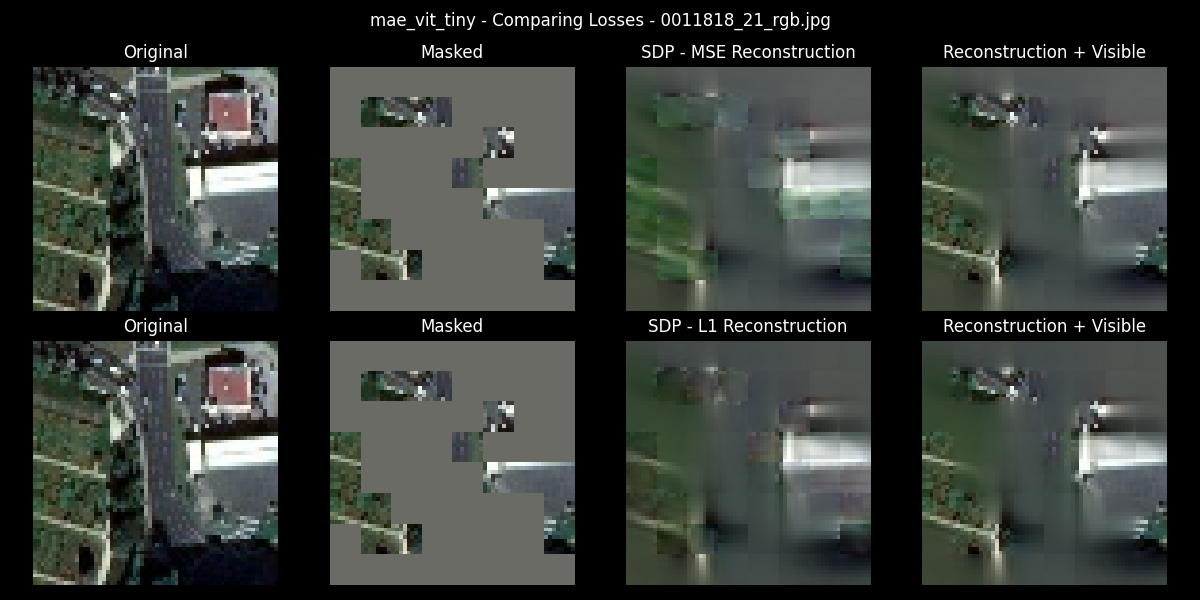 mae_vit_tiny - Comparing Losses - 0011818_21_rgb.jpg
Original
Masked
SDP - MSE Reconstruction
Reconstruction + Visible
Original
Masked
SDP - L1 Reconstruction
Reconstruction + Visible